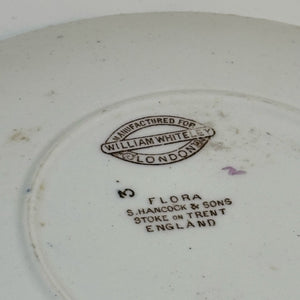 MANUFACTURED FOR
WILLIAM WHITELEY
LONDON
3
FLORA
S. HANCOCK & SONS
STOKE ON TRENT
ENGLAND